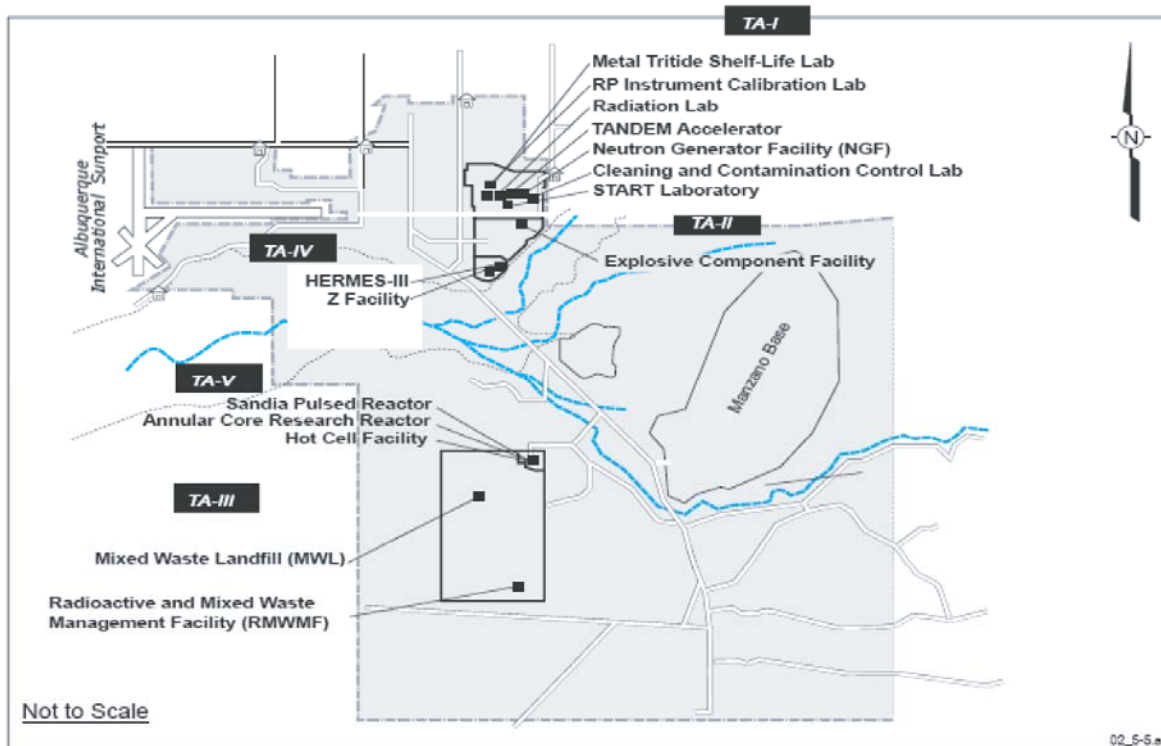 TA-I
Metal Tritide Shelf-Life Lab
RP Instrument Calibration Lab
Radiation Lab
TANDEM Accelerator
Neutron Generator Facility (NGF)
Cleaning and Contamination Control Lab
START Laboratory
N
Albuquerque
International Sunport
TA-II
TA-IV
Explosive Component Facility
HERMES-III
Z Facility
Manzano Base
TA-V
Sandia Pulsed Reactor
Annular Core Research Reactor
Hot Cell Facility
TA-III
Mixed Waste Landfill (MWL)
Radioactive and Mixed Waste
Management Facility (RMWMF)
Not to Scale
02_5-5.a